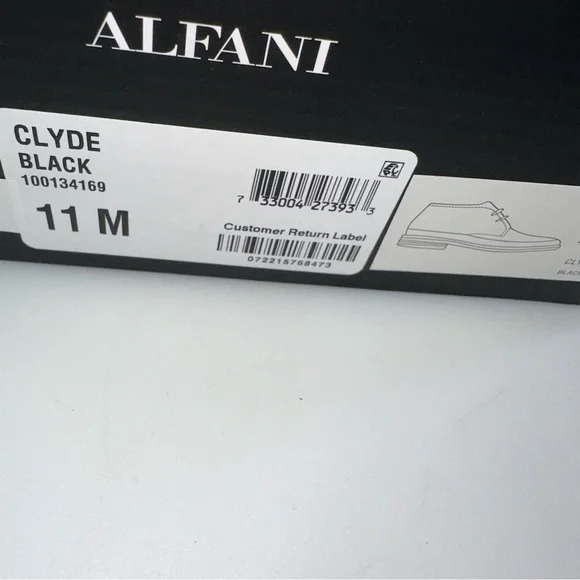 ALFANI
CLYDE
BLACK
100134169
11 M
7 33004 27393 3
Customer Return Label
072215768473